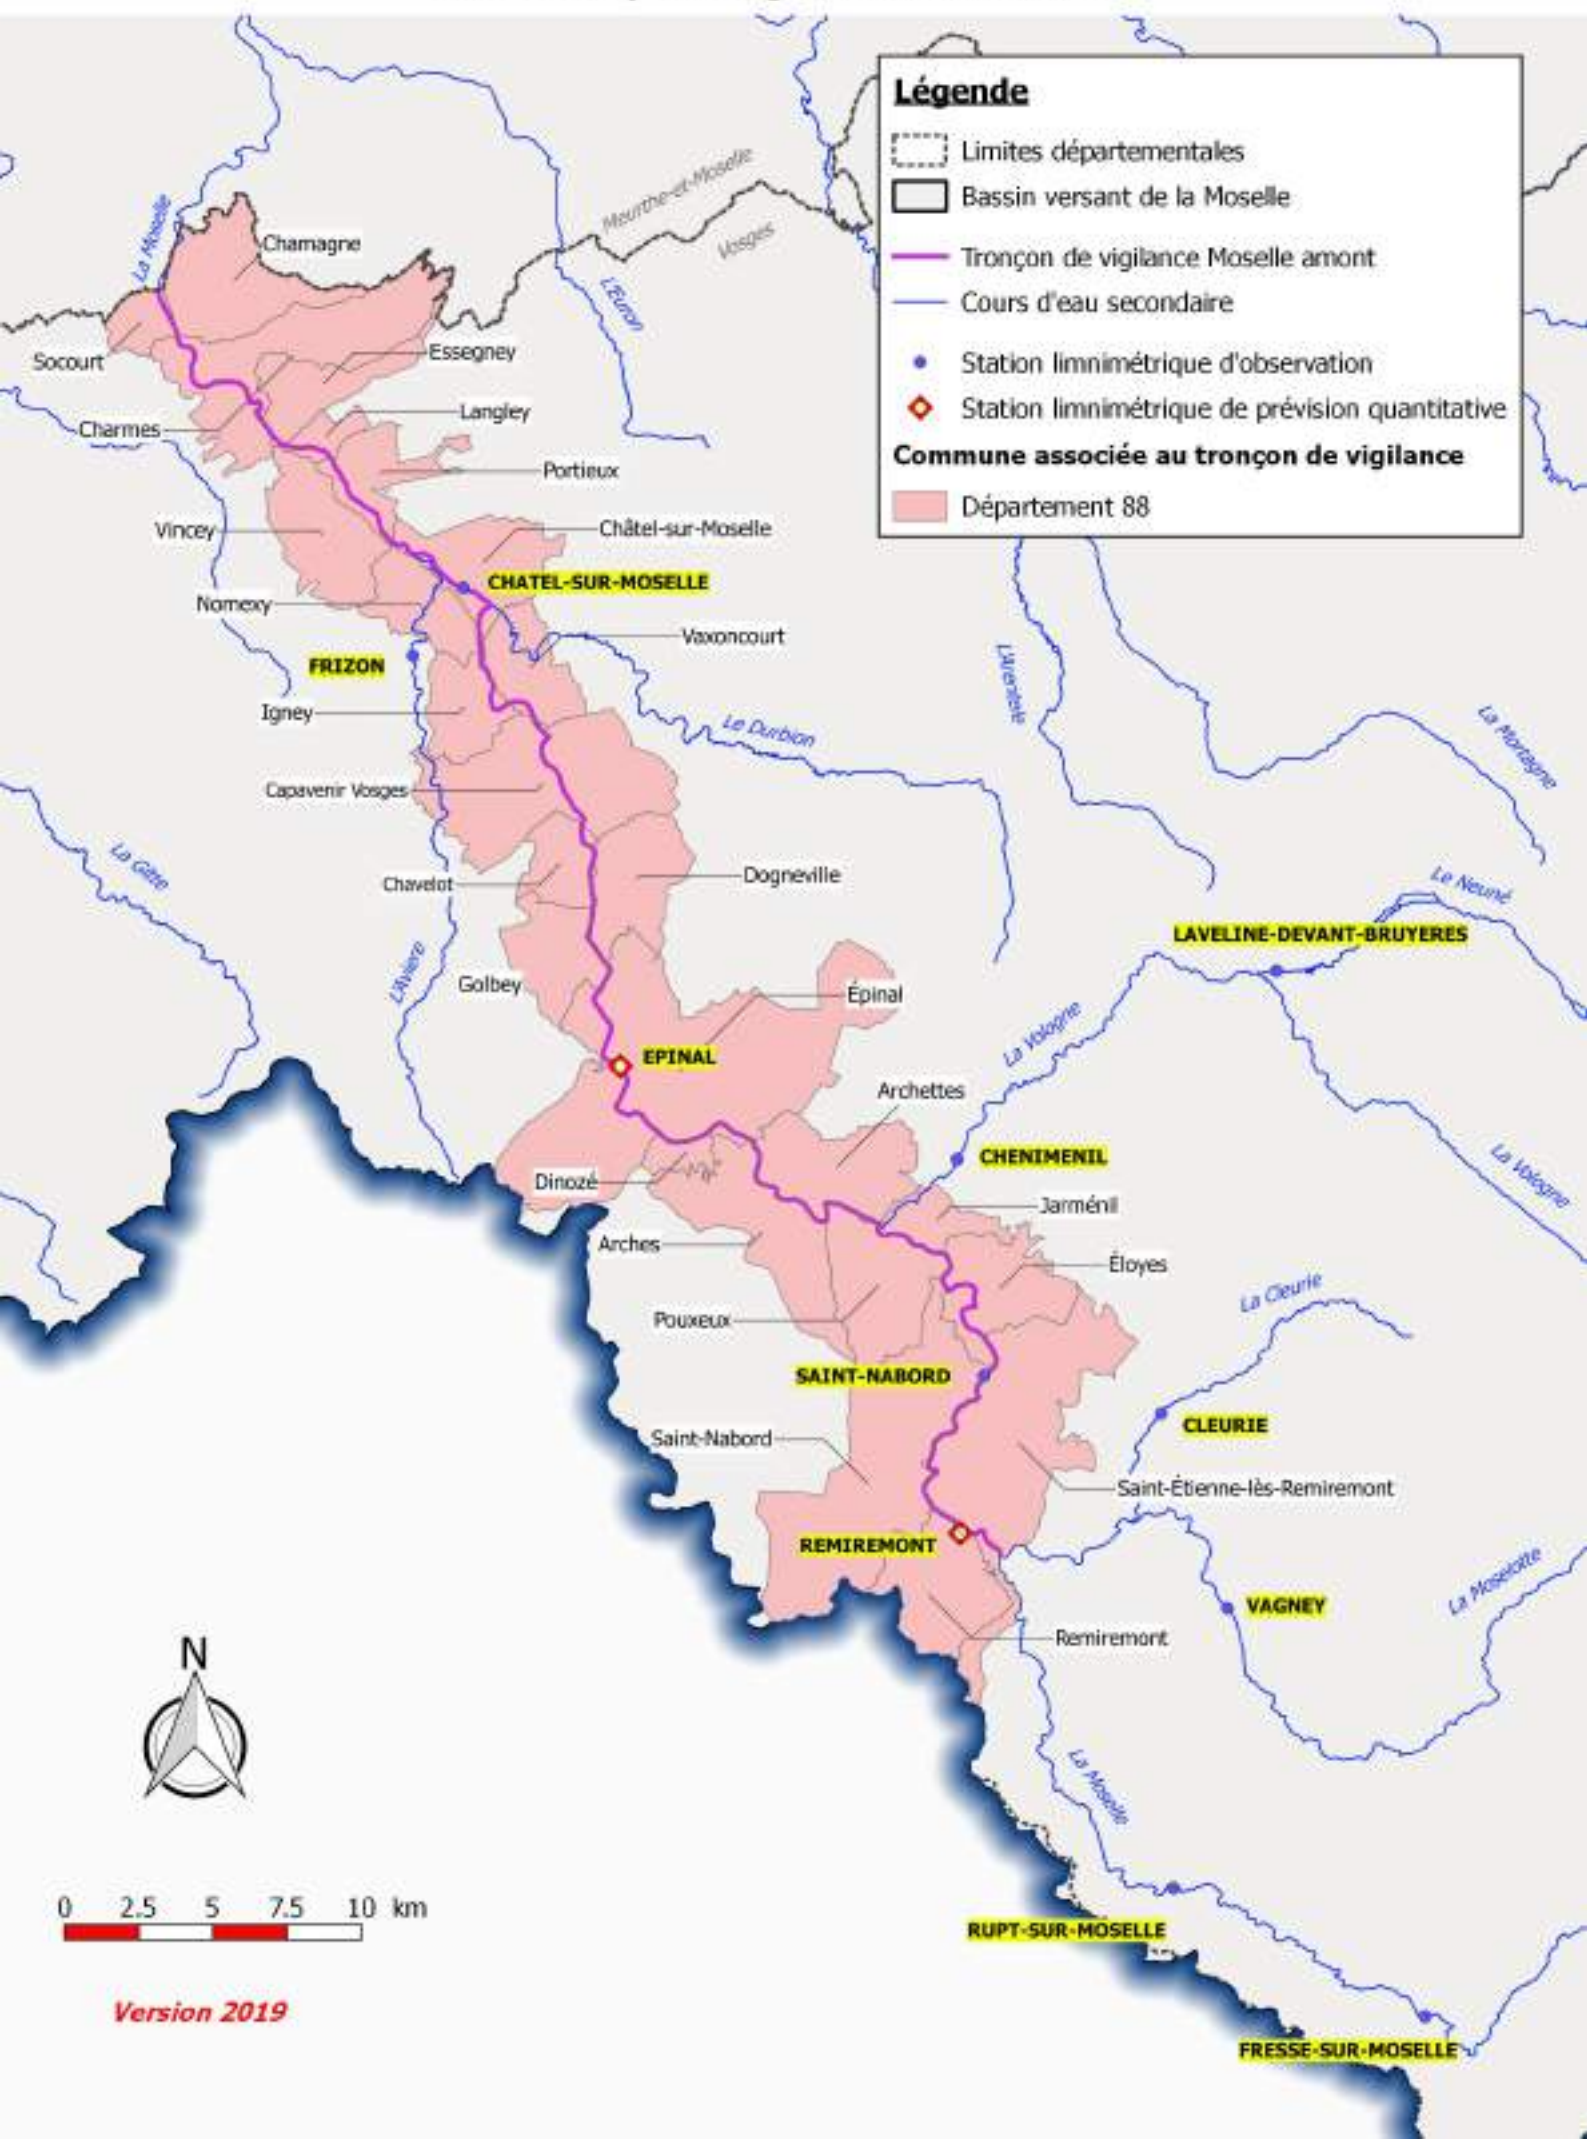 Légende
Limites départementales
Bassin versant de la Moselle
Tronçon de vigilance Moselle amont
Cours d'eau secondaire
Station limnimétrique d'observation
Station limnimétrique de prévision quantitative
Commune associée au tronçon de vigilance
Département 88
Meurthe-et-Moselle
Vosges
La Moselle
Chamagne
L'Euron
Socourt
Essegney
Langley
Charmes
Portieux
Vincey
Châtel-sur-Moselle
CHATEL-SUR-MOSELLE
Nomexy
Vaxoncourt
FRIZON
L'Arentele
Igney
La Mortagne
Le Durbion
Capavenir Vosges
La Gitte
Chavelot
Dogneville
Le Neuné
LAVELINE-DEVANT-BRUYERES
L'Aviere
Golbey
Épinal
La Vologne
EPINAL
Archettes
CHENIMENIL
La Vologne
Dinozé
Jarménil
Arches
Éloyes
La Cleurie
Pouxeux
SAINT-NABORD
CLEURIE
Saint-Nabord
Saint-Étienne-lès-Remiremont
REMIREMONT
La Moselotte
VAGNEY
Remiremont
N
La Moselle
0 2.5 5 7.5 10 km
RUPT-SUR-MOSELLE
Version 2019
FRESSE-SUR-MOSELLE